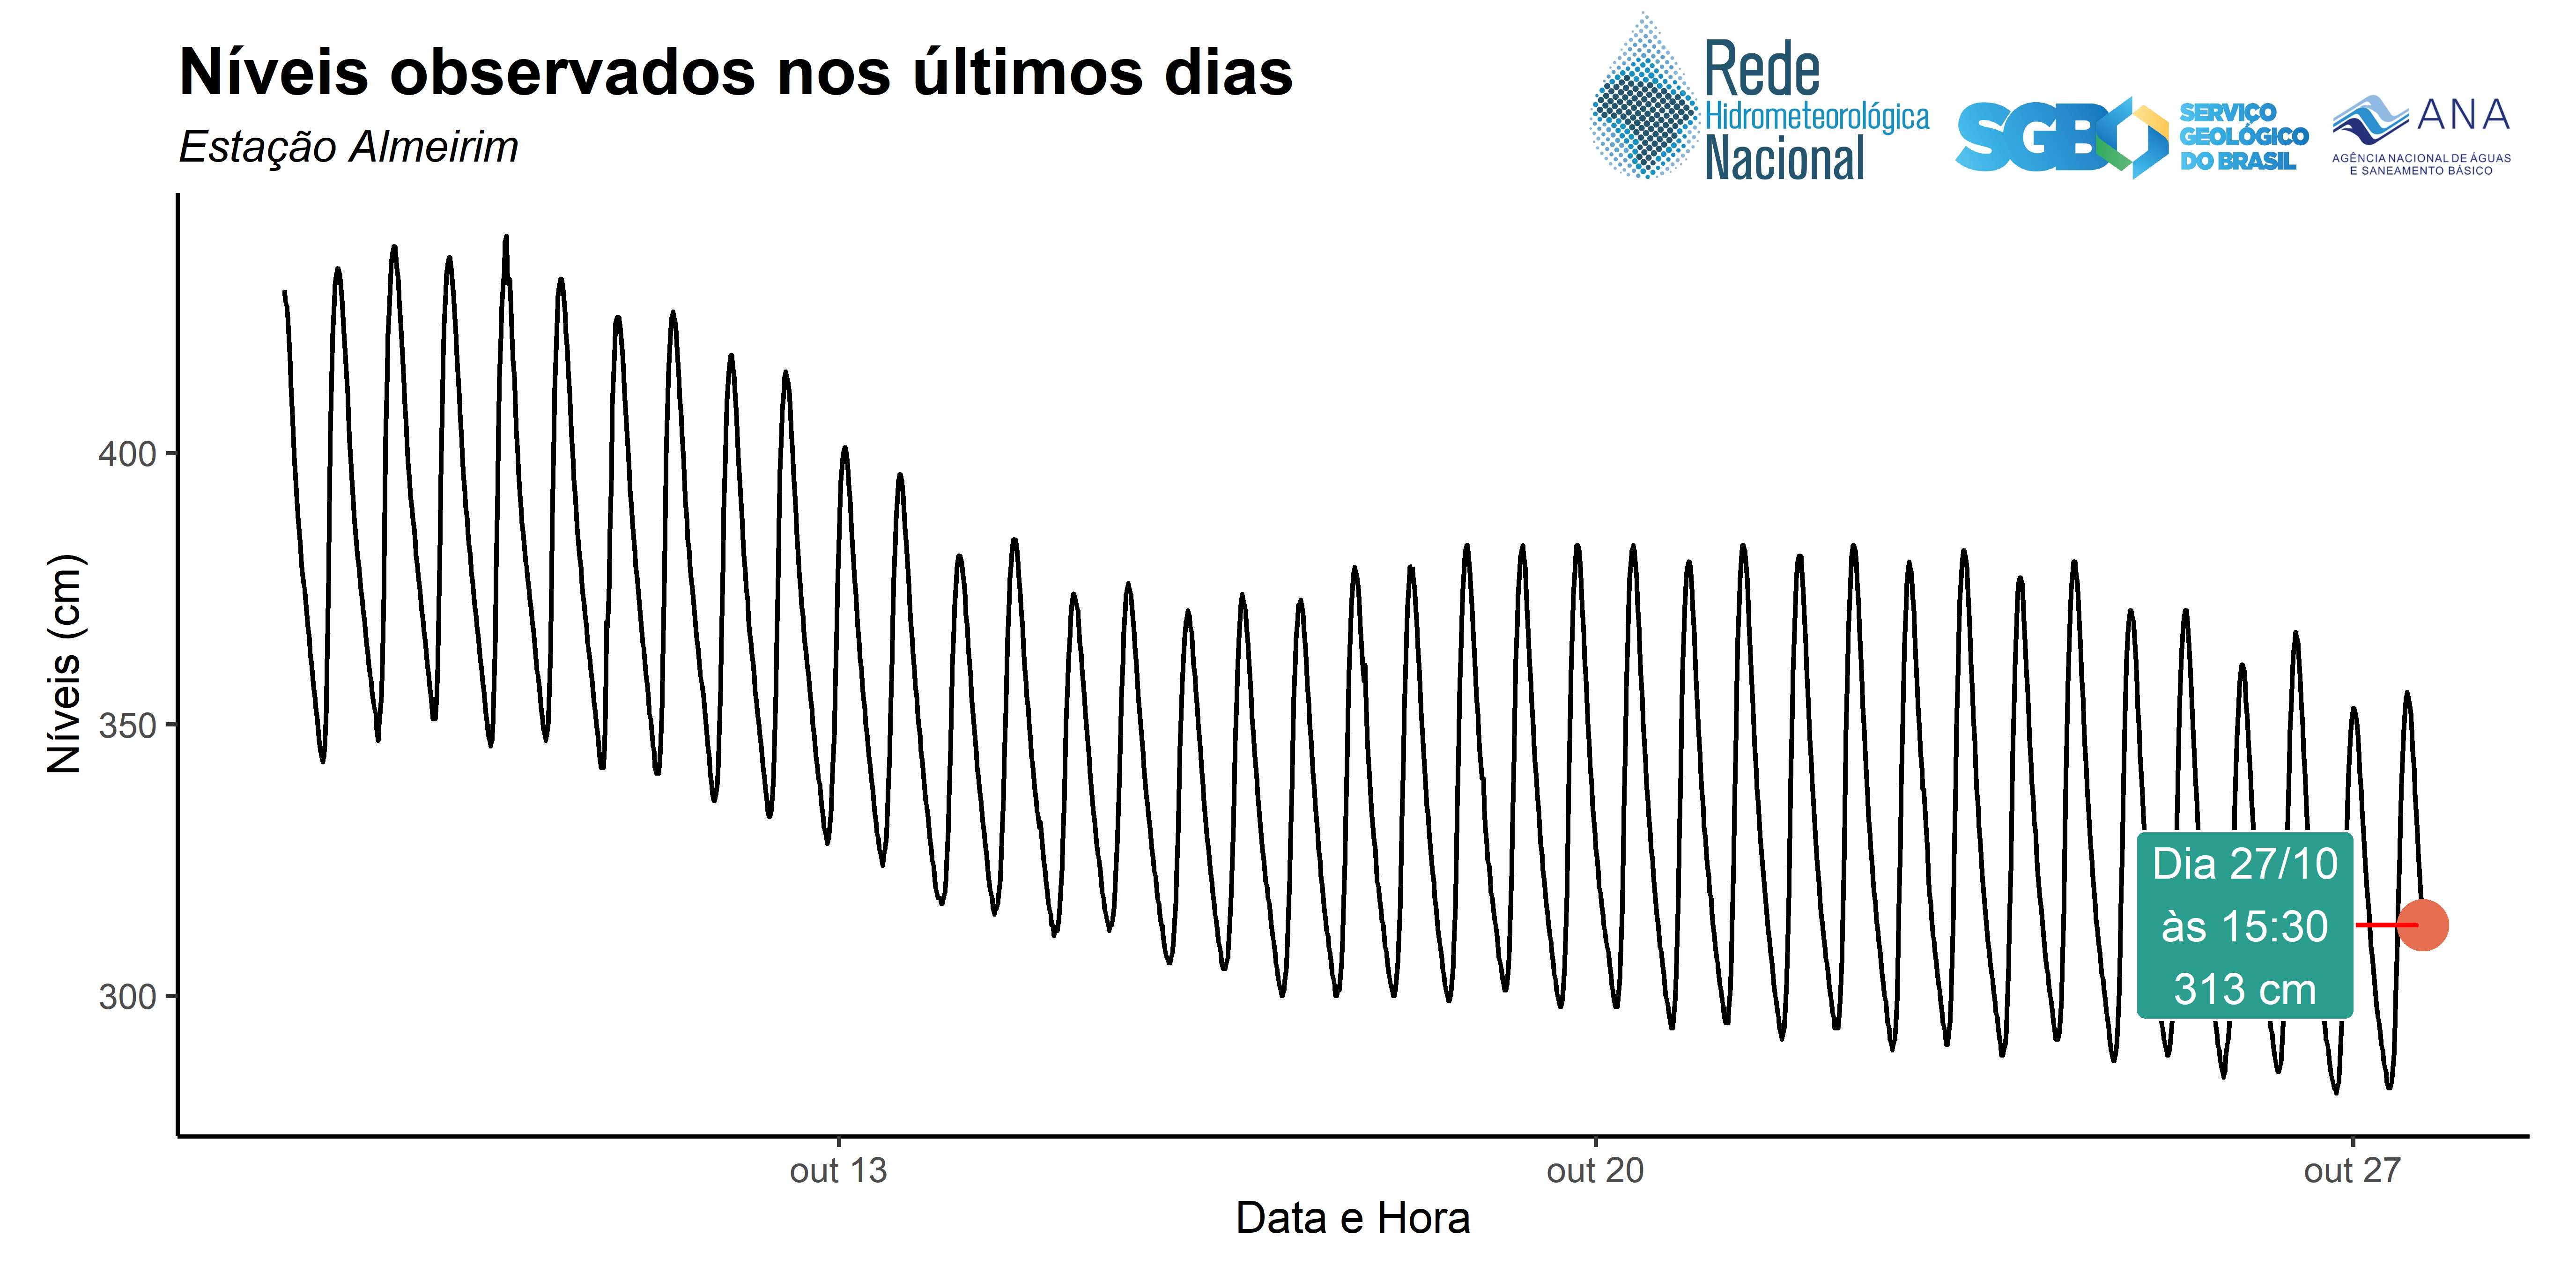 Níveis observados nos últimos dias
Estação Almeirim
Rede
Hidrometeorológica
Nacional
SGB
SERVIÇO
GEOLÓGICO
DO BRASIL
ANA
AGÊNCIA NACIONAL DE ÁGUAS
E SANEAMENTO BÁSICO
Níveis (cm)
400
350
300
Dia 27/10
às 15:30
313 cm
out 13
out 20
out 27
Data e Hora